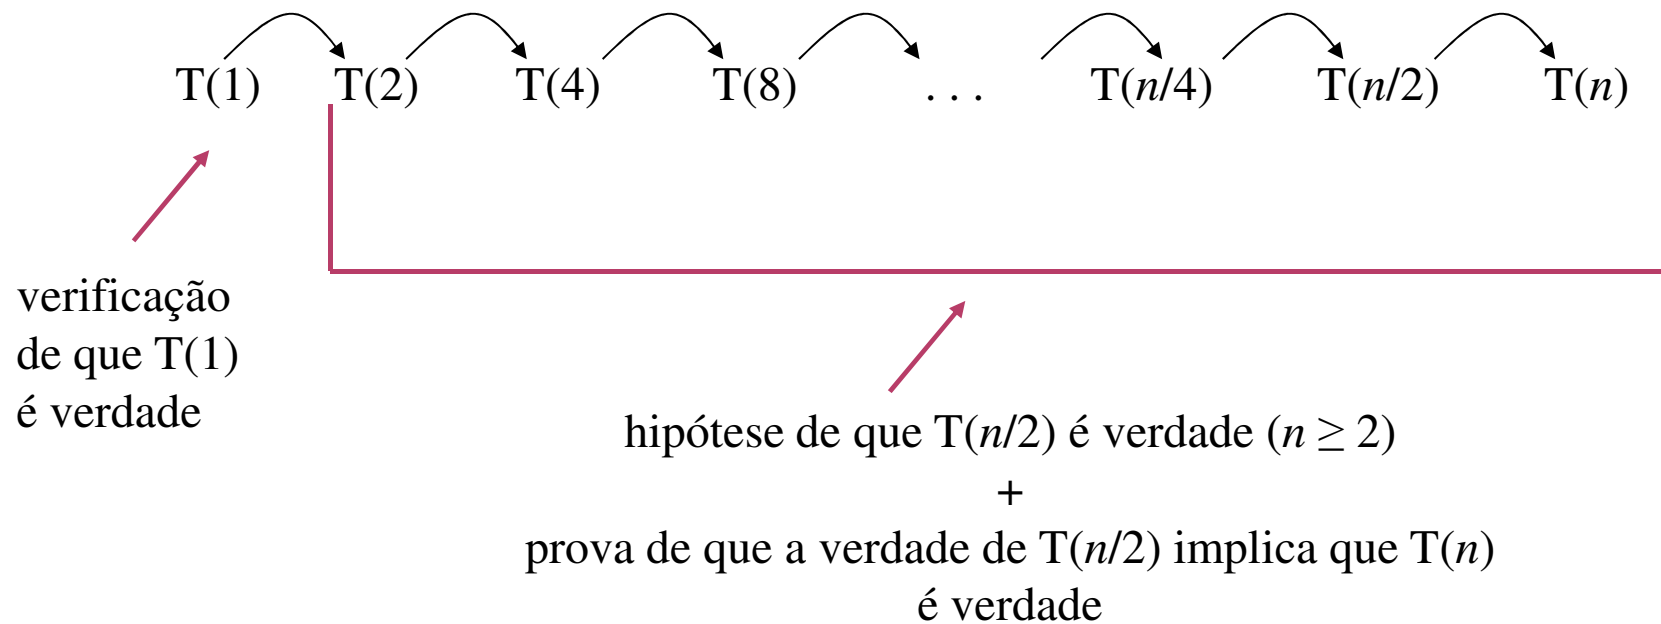 T(1) T(2) T(4) T(8) . . . T(n/4) T(n/2) T(n)
verificação
de que T(1)
é verdade
hipótese de que T(n/2) é verdade (n ≥ 2)
+
prova de que a verdade de T(n/2) implica que T(n)
é verdade